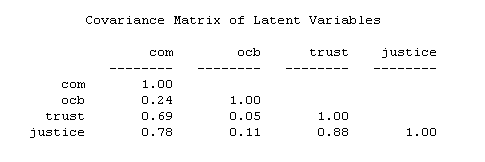 Covariance Matrix of Latent Variables
com ocb trust justice
-------- -------- -------- --------
com 1.00
ocb 0.24 1.00
trust 0.69 0.05 1.00
justice 0.78 0.11 0.88 1.00